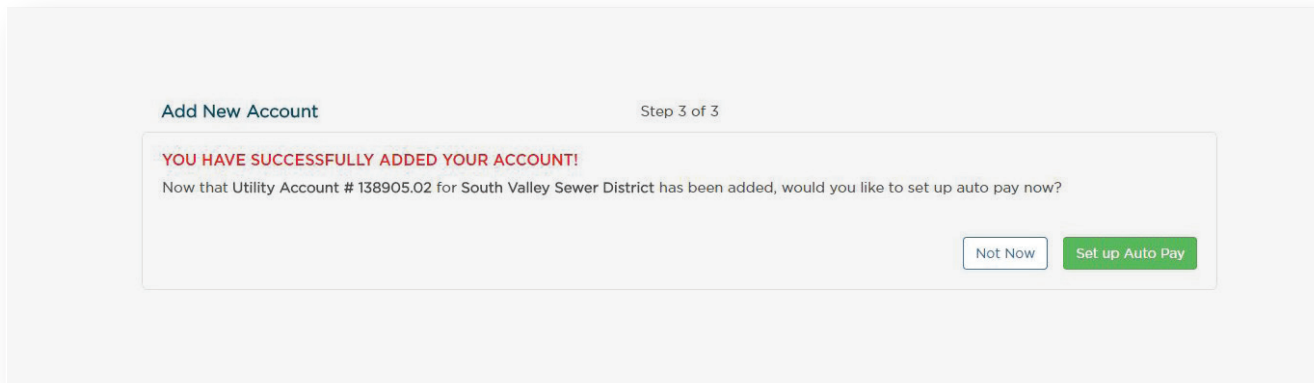 Add New Account
Step 3 of 3
YOU HAVE SUCCESSFULLY ADDED YOUR ACCOUNT!
Now that Utility Account # 138905.02 for South Valley Sewer District has been added, would you like to set up auto pay now?
Not Now
Set up Auto Pay